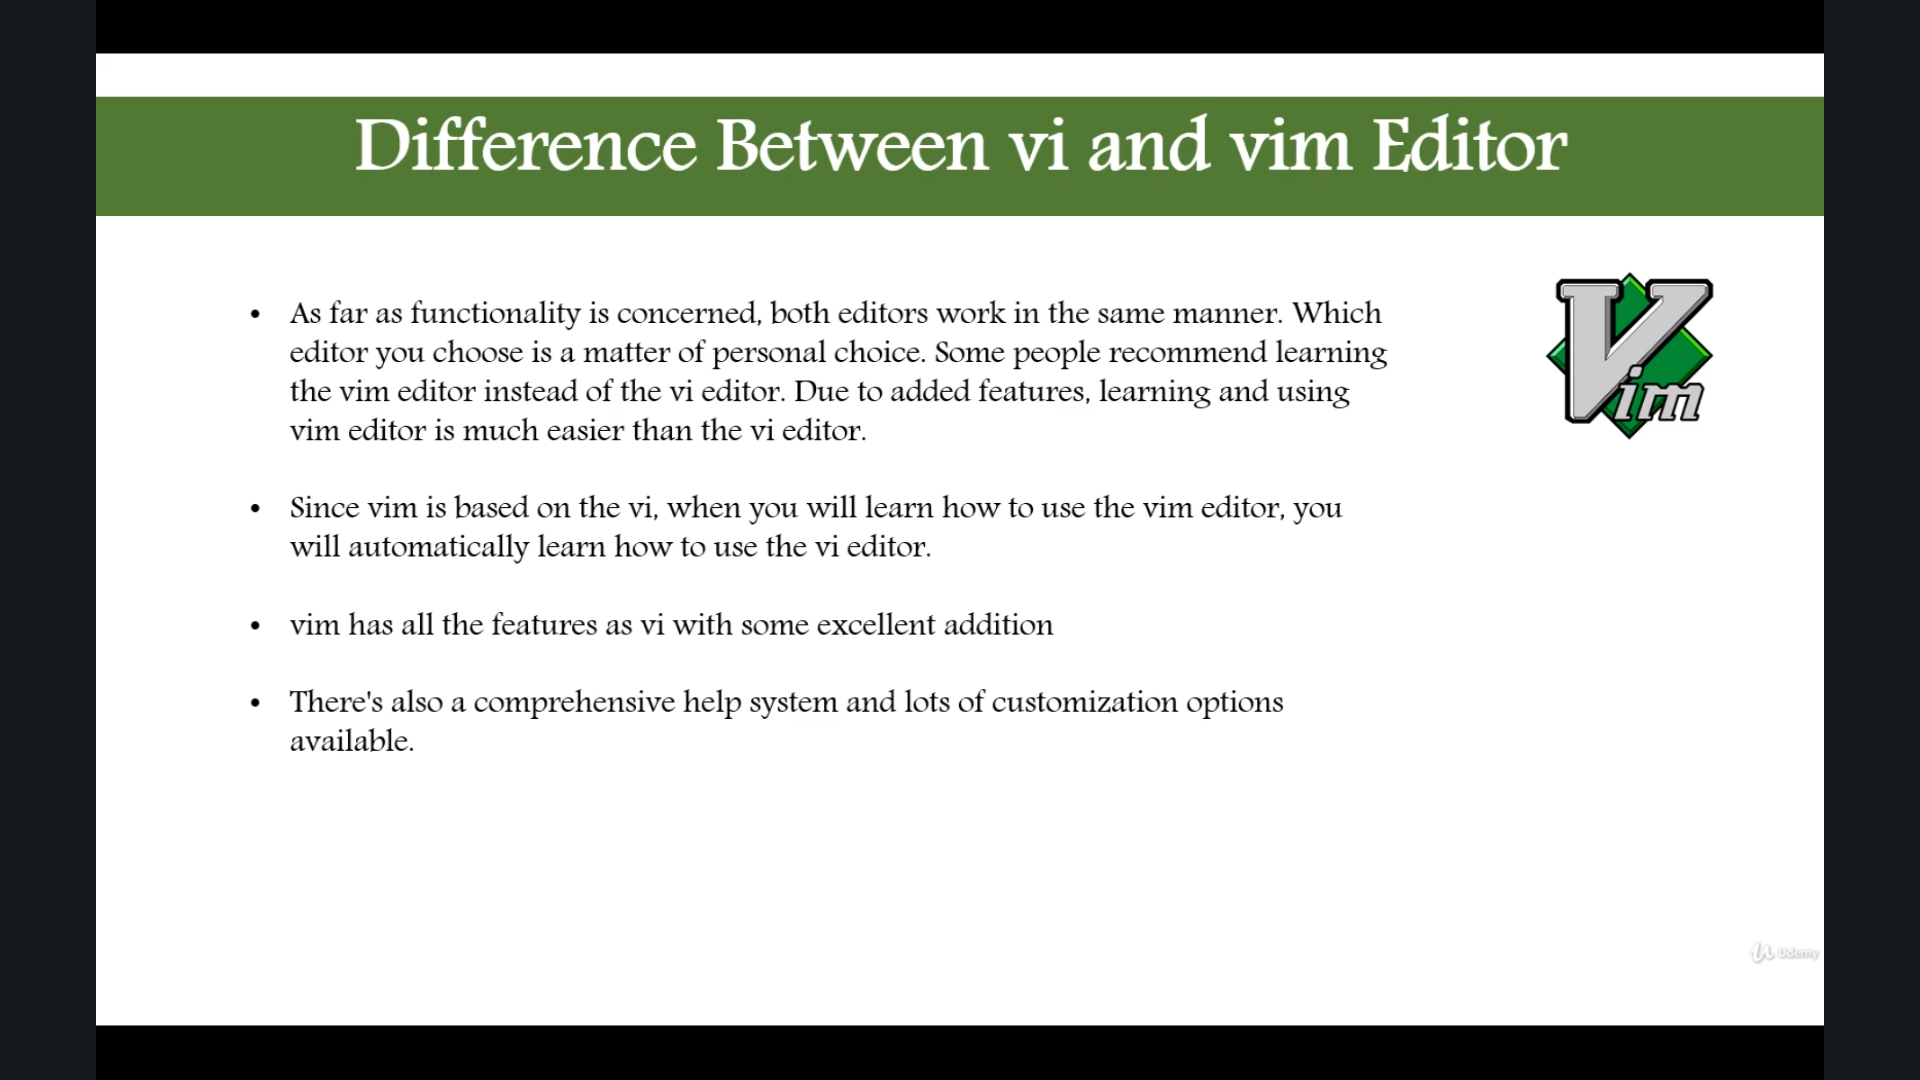 Difference Between vi and vim Editor
• As far as functionality is concerned, both editors work in the same manner. Which
editor you choose is a matter of personal choice. Some people recommend learning
the vim editor instead of the vi editor. Due to added features, learning and using
vim editor is much easier than the vi editor.
• Since vim is based on the vi, when you will learn how to use the vim editor, you
will automatically learn how to use the vi editor.
• vim has all the features as vi with some excellent addition
• There's also a comprehensive help system and lots of customization options
available.
Vim
Udemy